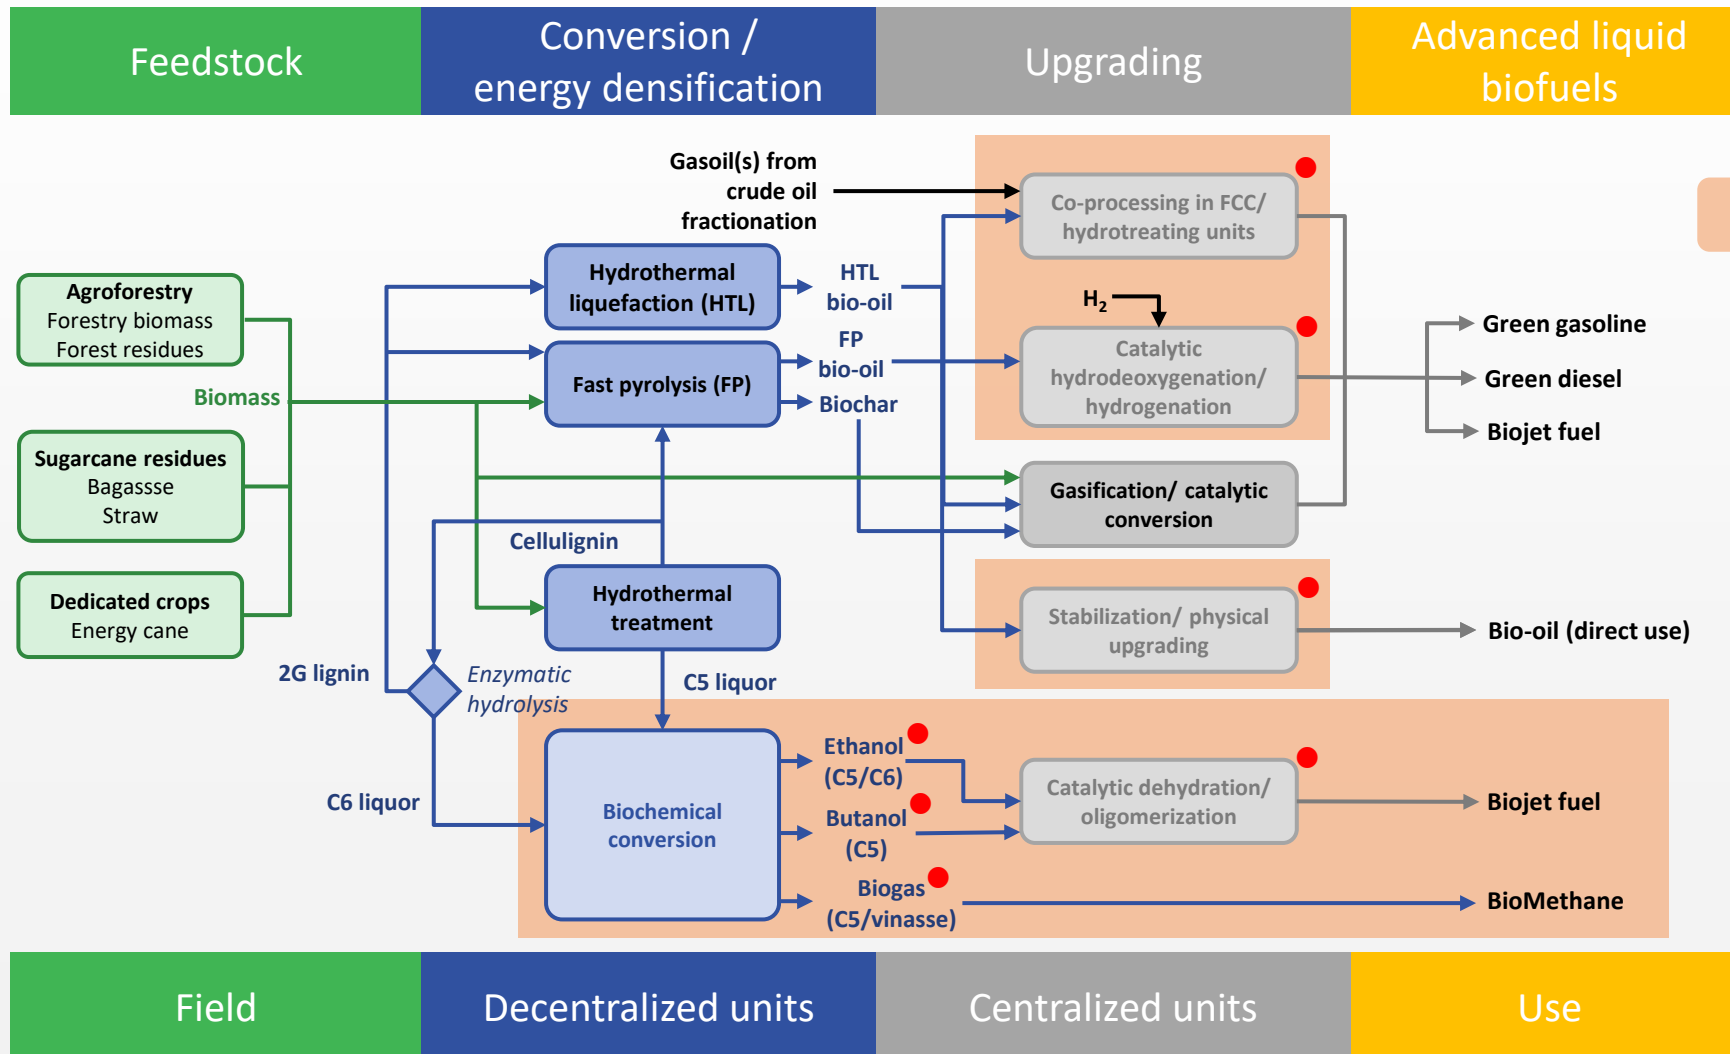 Feedstock
Conversion /
energy densification
Upgrading
Advanced liquid
biofuels
Gasoil(s) from
crude oil
fractionation
Co-processing in FCC/
hydrotreating units
Agroforestry
Forestry biomass
Forest residues
Hydrothermal
liquefaction (HTL)
HTL
bio-oil
H2
Green gasoline
Fast pyrolysis (FP)
FP
bio-oil
Biochar
Catalytic
hydrodeoxygenation/
hydrogenation
Green diesel
Biojet fuel
Biomass
Sugarcane residues
Bagassse
Straw
Gasification/ catalytic
conversion
Cellulignin
Dedicated crops
Energy cane
Hydrothermal
treatment
Stabilization/ physical
upgrading
Bio-oil (direct use)
2G lignin
Enzymatic
hydrolysis
C5 liquor
C6 liquor
Biochemical
conversion
Ethanol
(C5/C6)
Butanol
(C5)
Biogas
(C5/vinasse)
Catalytic dehydration/
oligomerization
Biojet fuel
BioMethane
Field
Decentralized units
Centralized units
Use